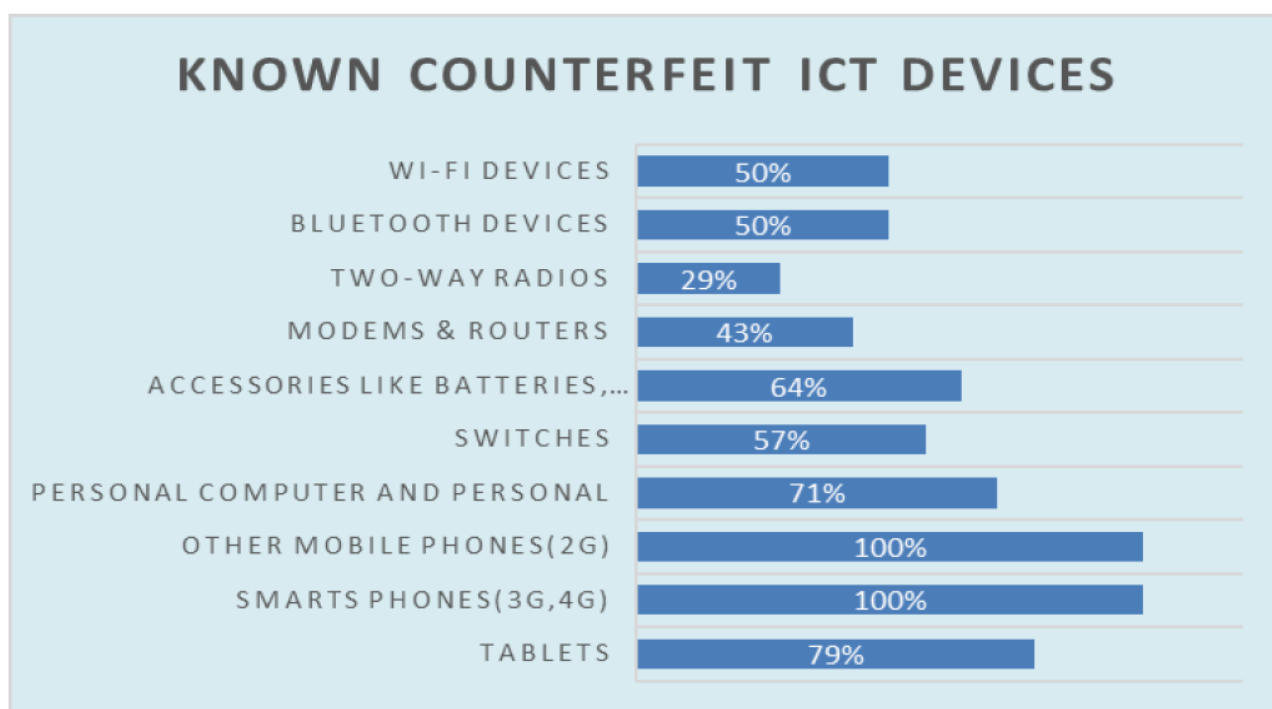 KNOWN COUNTERFEIT ICT DEVICES
WI-FI DEVICES 50%
BLUETOOTH DEVICES 50%
TWO-WAY RADIOS 29%
MODEMS & ROUTERS 43%
ACCESSORIES LIKE BATTERIES,... 64%
SWITCHES 57%
PERSONAL COMPUTER AND PERSONAL 71%
OTHER MOBILE PHONES(2G) 100%
SMARTS PHONES(3G,4G) 100%
TABLETS 79%